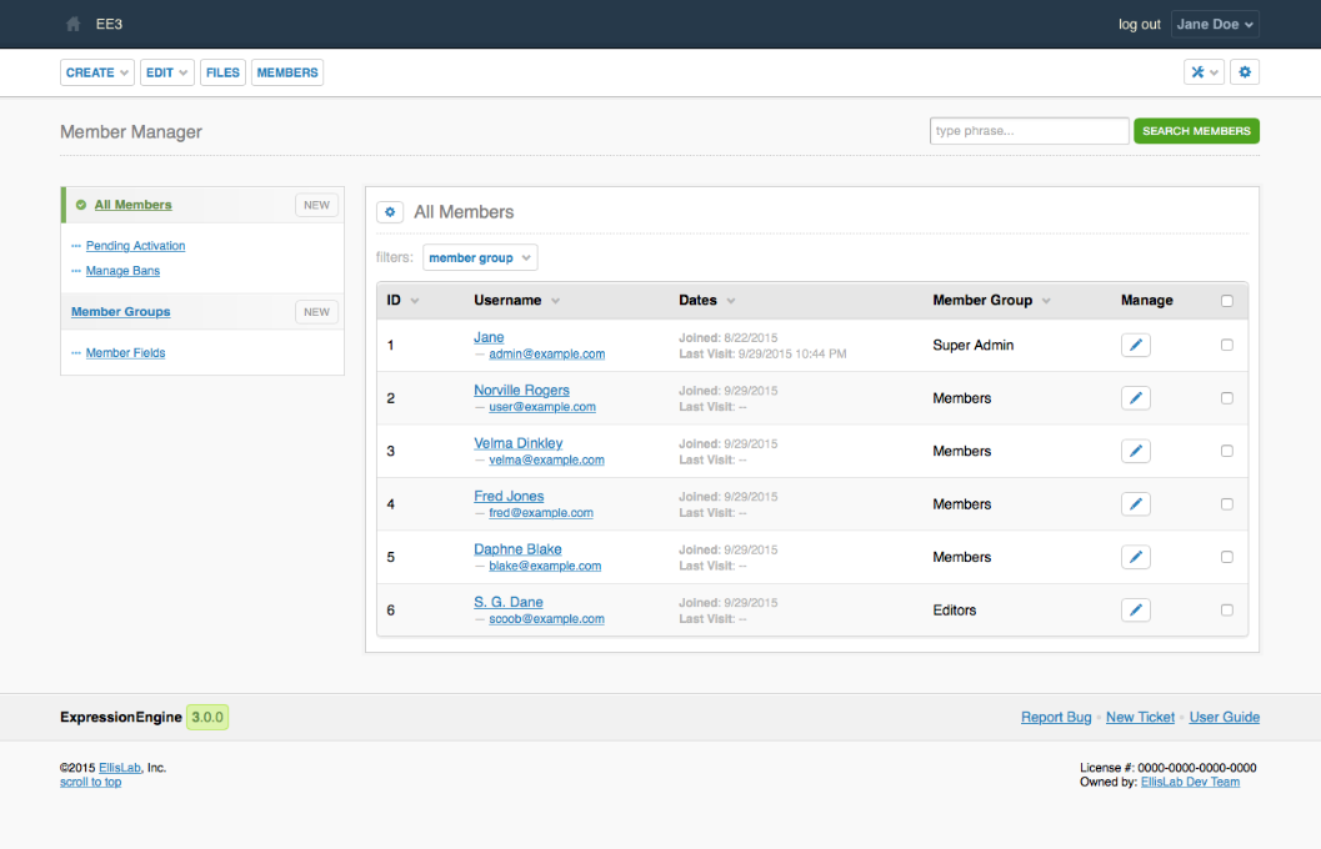 EE3
log out Jane Doe
CREATE EDIT FILES MEMBERS
Member Manager
type phrase... SEARCH MEMBERS
All Members NEW
Pending Activation
Manage Bans
Member Groups NEW
Member Fields
All Members
filters: member group
ID Username Dates Member Group Manage
1 Jane Joined: 8/22/2015 Super Admin
— admin@example.com Last Visit: 9/29/2015 10:44 PM
2 Norville Rogers Joined: 9/29/2015 Members
— user@example.com Last Visit: --
3 Velma Dinkley Joined: 9/29/2015 Members
— velma@example.com Last Visit: --
4 Fred Jones Joined: 9/29/2015 Members
— fred@example.com Last Visit: --
5 Daphne Blake Joined: 9/29/2015 Members
— blake@example.com Last Visit: --
6 S. G. Dane Joined: 9/29/2015 Editors
— scoob@example.com Last Visit: --
ExpressionEngine 3.0.0
Report Bug • New Ticket • User Guide
©2015 EllisLab, Inc.
scroll to top
License #: 0000-0000-0000-0000
Owned by: EllisLab Dev Team